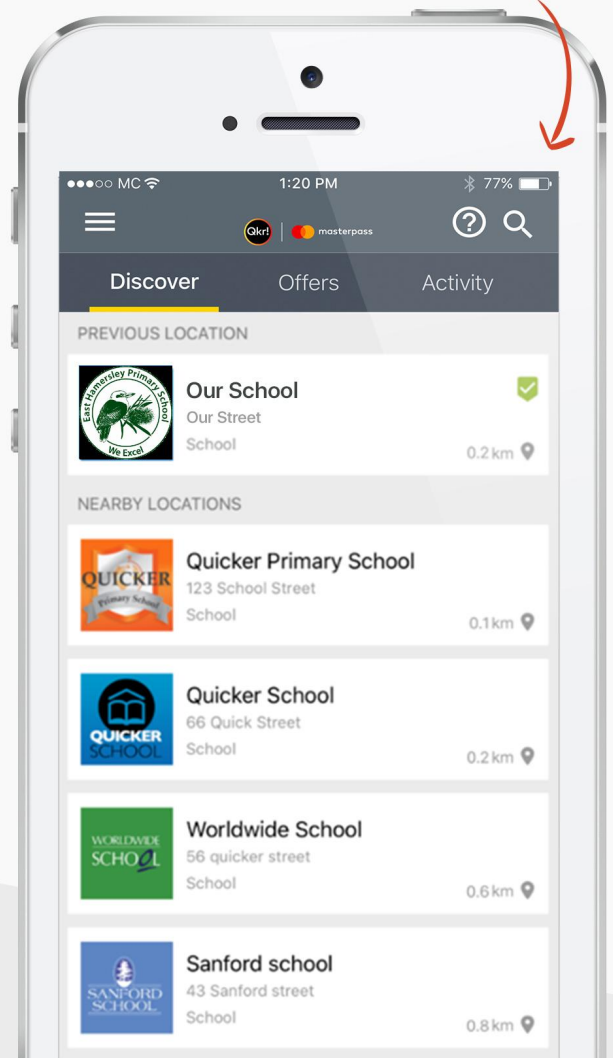 MC 1:20 PM 77%
Qkr! masterpass
Discover Offers Activity
PREVIOUS LOCATION
East Hamersley Primary School
We Excel
Our School
Our Street
School
0.2 km
NEARBY LOCATIONS
QUICKER
Primary School
Quicker Primary School
123 School Street
School
0.1 km
QUICKER
SCHOOL
Quicker School
66 Quick Street
School
0.2 km
WORLDWIDE
SCHOOL
Worldwide School
56 quicker street
School
0.6 km
SANFORD
SCHOOL
Sanford school
43 Sanford street
School
0.8 km